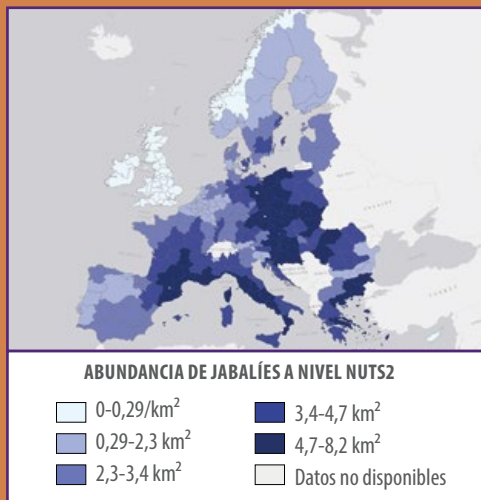 ABUNDANCIA DE JABALÍES A NIVEL NUTS2
0-0,29/km²
0,29-2,3 km²
2,3-3,4 km²
3,4-4,7 km²
4,7-8,2 km²
Datos no disponibles